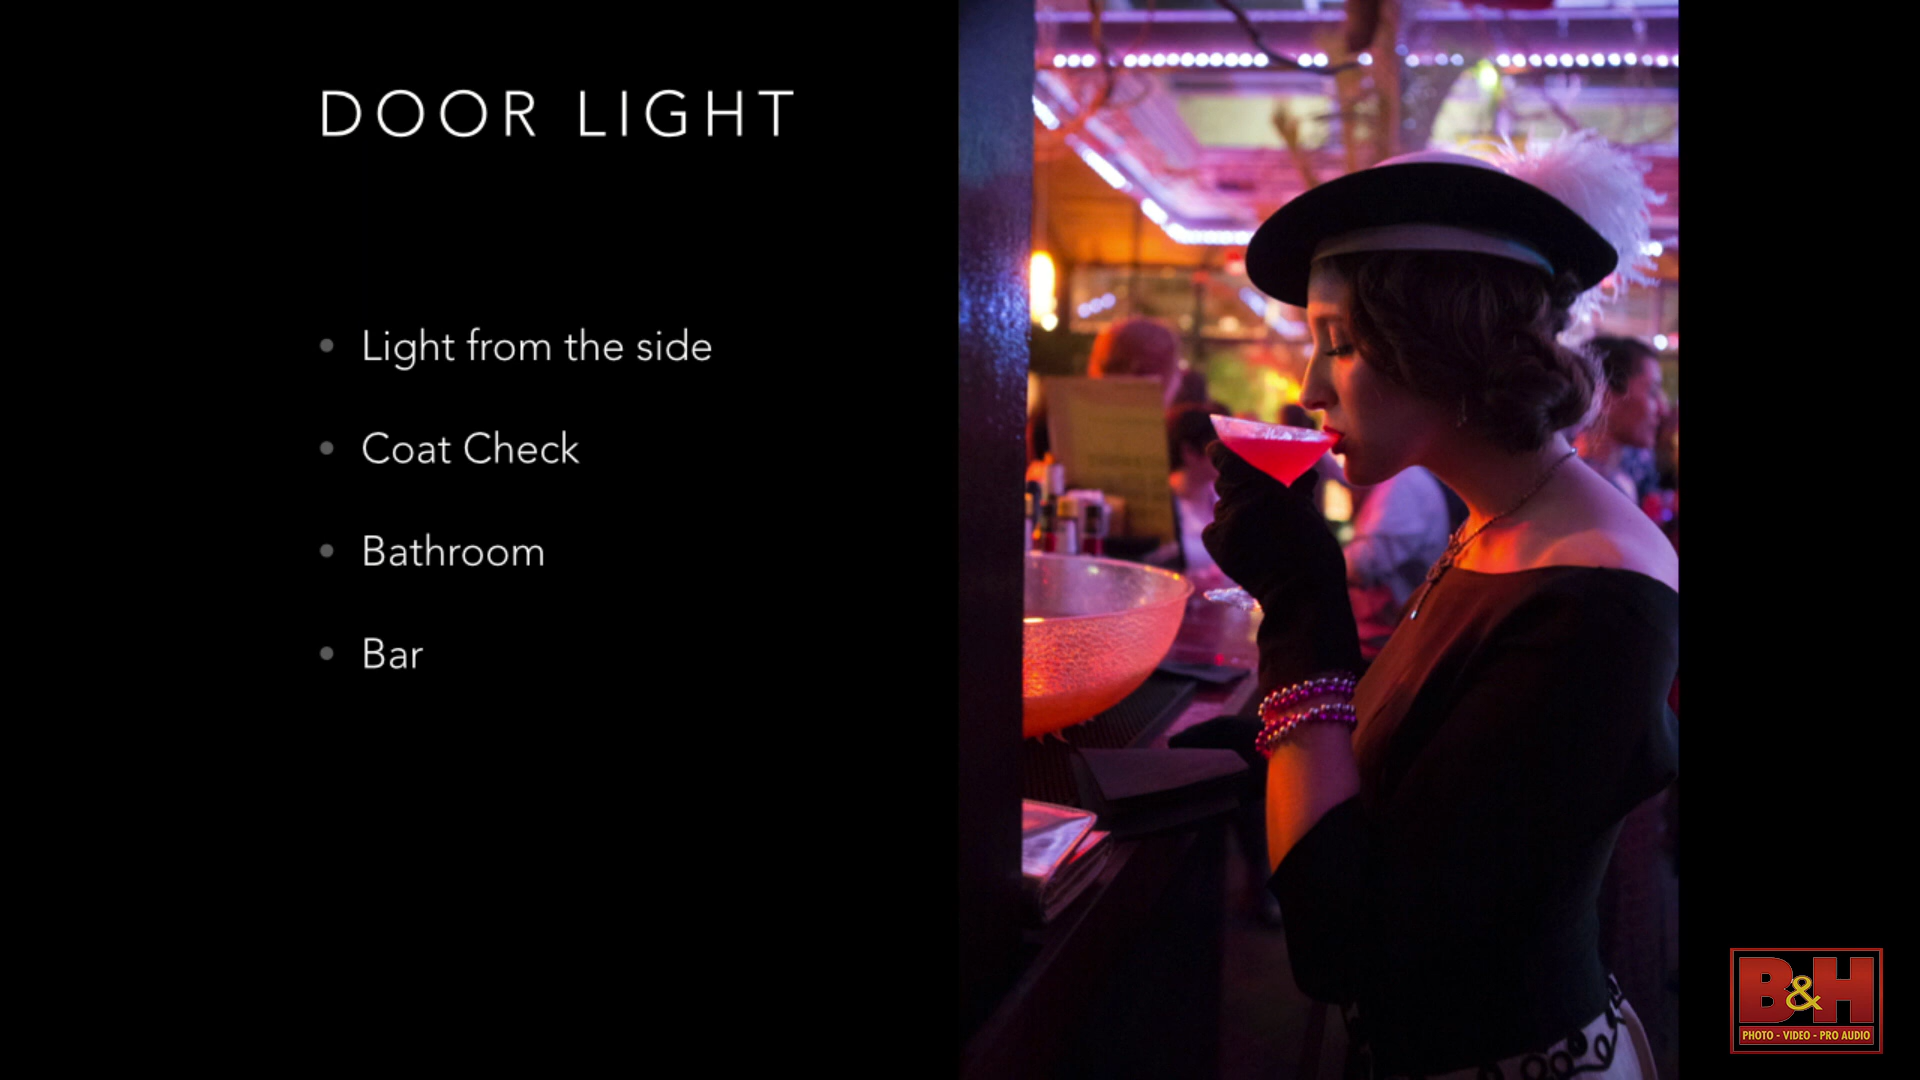 DOOR LIGHT
Light from the side
Coat Check
Bathroom
Bar
B&H
PHOTO - VIDEO - PRO AUDIO